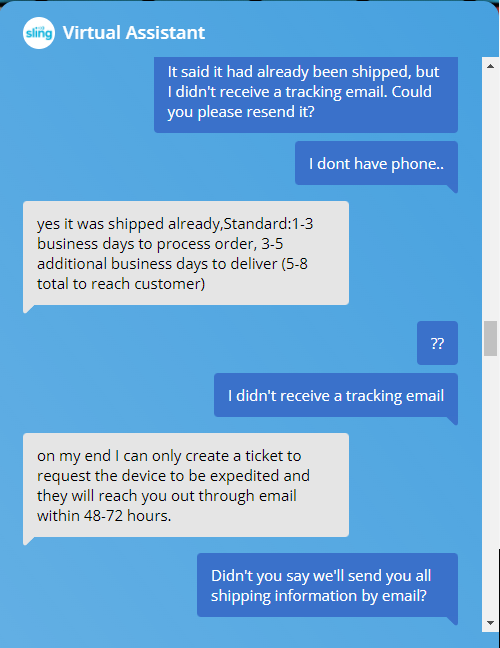 sling Virtual Assistant
It said it had already been shipped, but
I didn't receive a tracking email. Could
you please resend it?
I dont have phone..
yes it was shipped already,Standard:1-3
business days to process order, 3-5
additional business days to deliver (5-8
total to reach customer)
??
I didn't receive a tracking email
on my end I can only create a ticket to
request the device to be expedited and
they will reach you out through email
within 48-72 hours.
Didn't you say we'll send you all
shipping information by email?